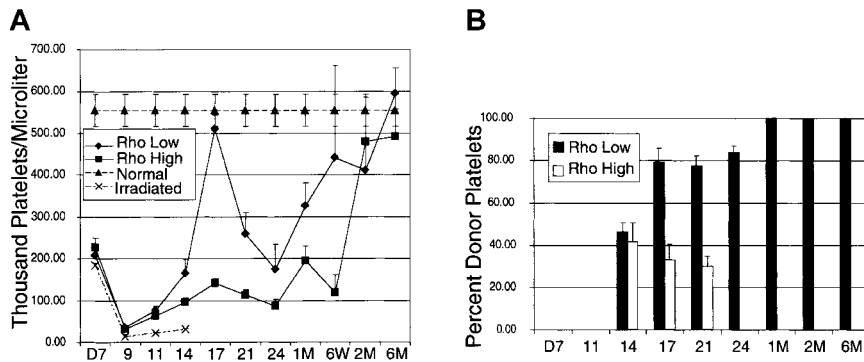 A
Thousand Platelets/Microliter
700.00
600.00
500.00
400.00
300.00
200.00
100.00
0.00
Rho Low
Rho High
Normal
Irradiated
D7 9 11 14 17 21 24 1M 6W 2M 6M
B
Percent Donor Platelets
100.00
80.00
60.00
40.00
20.00
0.00
Rho Low
Rho High
D7 11 14 17 21 24 1M 2M 6M